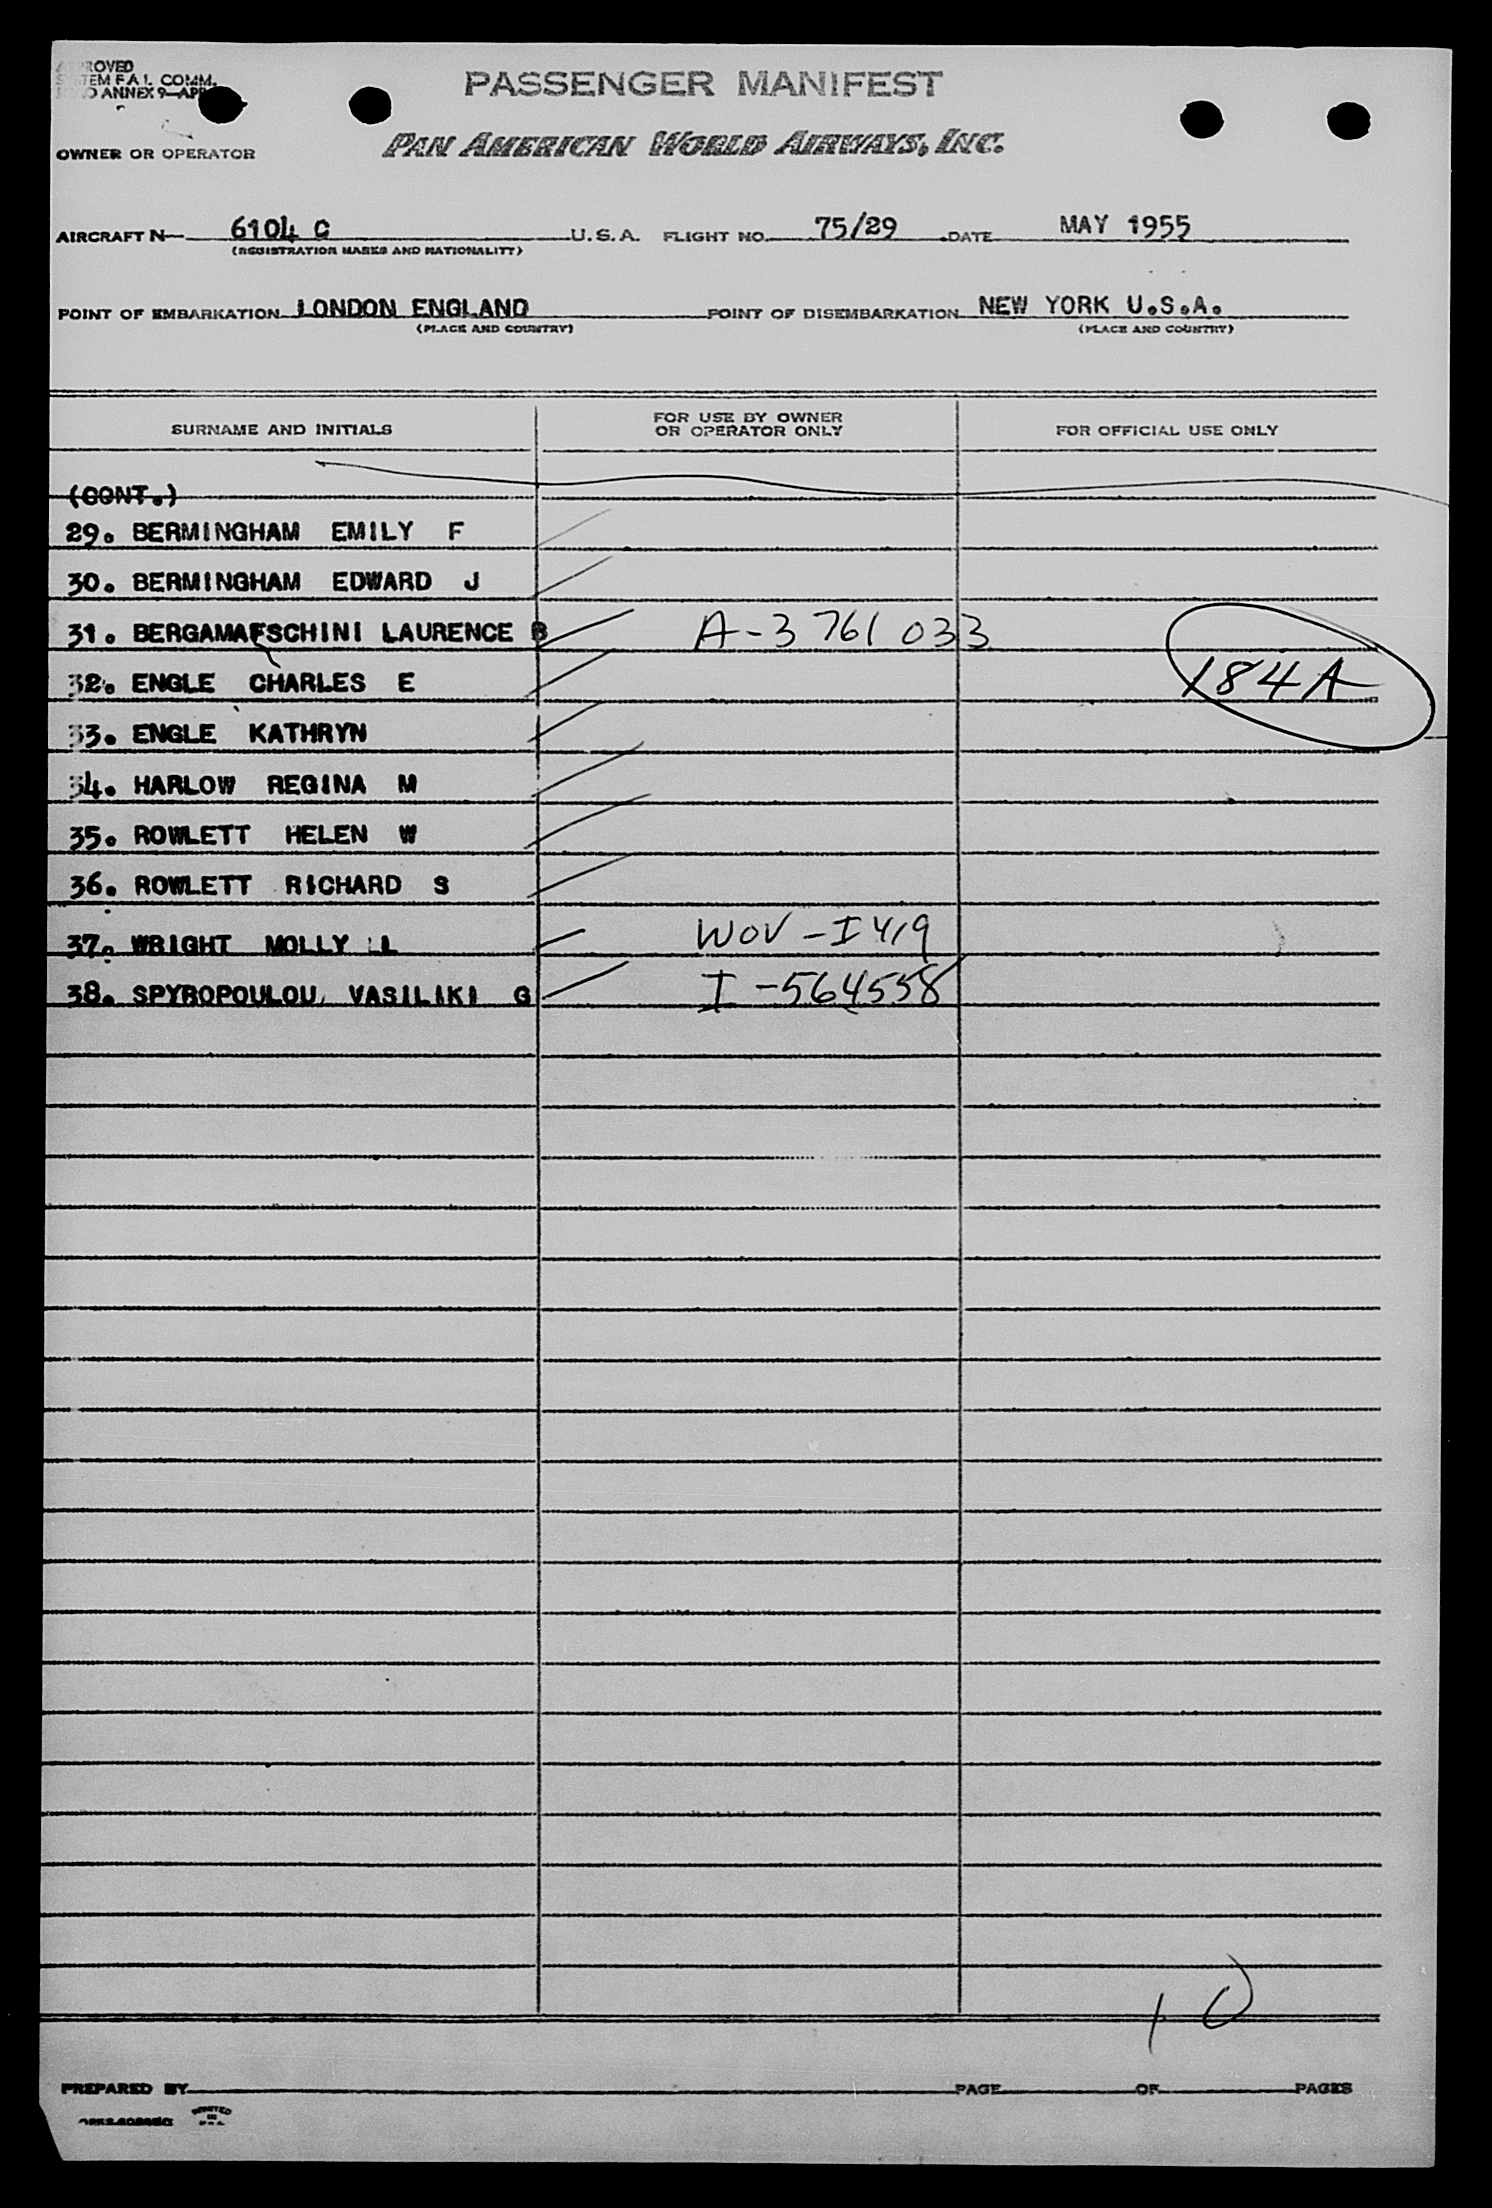 PASSENGER MANIFEST
OWNER OR OPERATOR
PAN AMERICAN WORLD AIRWAYS, INC.
AIRCRAFT N 6104 C U.S.A. FLIGHT NO. 75/29 DATE MAY 1955
(REGISTRATION MARKS AND NATIONALITY)
POINT OF EMBARKATION LONDON ENGLAND POINT OF DISEMBARKATION NEW YORK U.S.A.
(PLACE AND COUNTRY) (PLACE AND COUNTRY)
SURNAME AND INITIALS FOR USE BY OWNER OR OPERATOR ONLY FOR OFFICIAL USE ONLY
(CONT.)
29. BERMINGHAM EMILY F
30. BERMINGHAM EDWARD J
31. BERGAMAFSCHINI LAURENCE B A-3 761 033
184A
32. ENGLE CHARLES E
33. ENGLE KATHRYN
34. HARLOW REGINA M
35. ROWLETT HELEN W
36. ROWLETT RICHARD S
37. WRIGHT MOLLY L WOV-I419
38. SPYROPOULOU, VASILIKI G I-564558
10
PREPARED BY PAGE OF PAGES